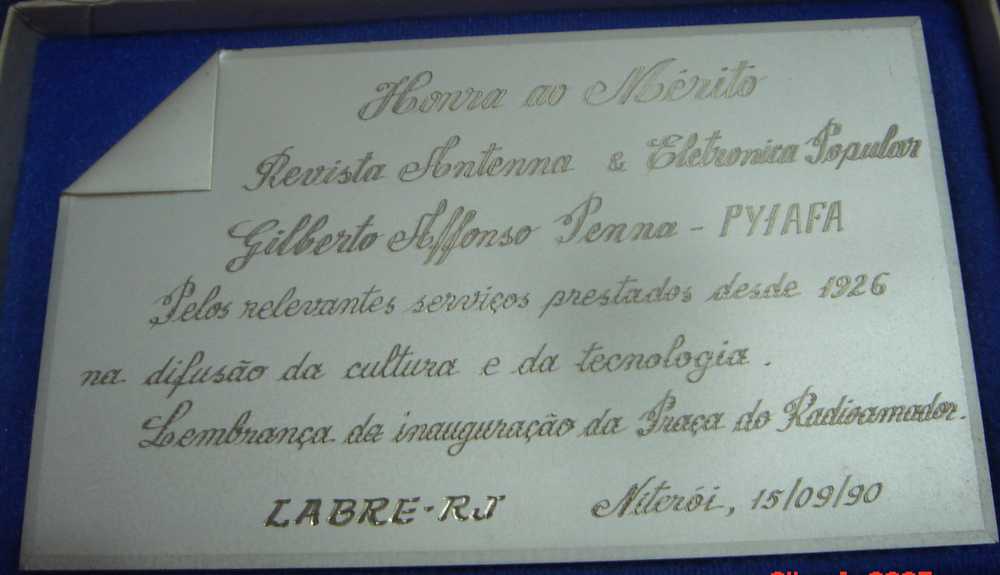 Honra ao Mérito
Revista Antenna & Eletronica Popular
Gilberto Affonso Penna - PY1AFA
Pelos relevantes serviços prestados desde 1926
na difusão da cultura e da tecnologia.
Lembrança da inauguração da Praça do Radioamador.
LABRE-RJ Niterói, 15/09/90